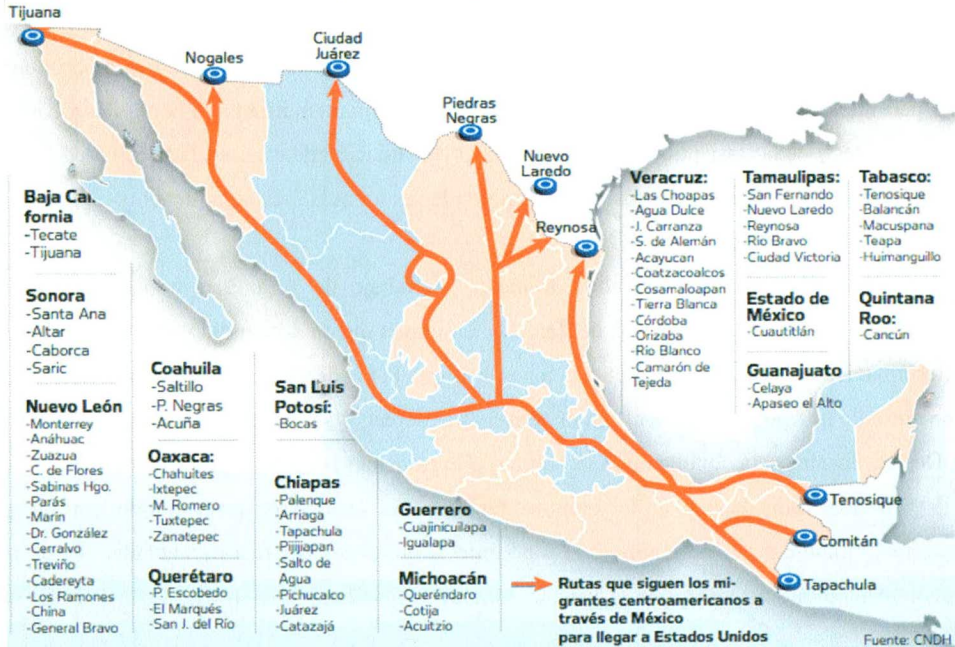 Tijuana
Nogales
Ciudad
Juárez
Piedras
Negras
Nuevo
Laredo
Reynosa
Baja Cal
fornia
-Tecate
-Tijuana
Sonora
-Santa Ana
-Altar
-Caborca
-Saric
Nuevo León
-Monterrey
-Anáhuac
-Zuazua
-C. de Flores
-Sabinas Hgo.
-Parás
-Marín
-Dr. González
-Cerralvo
-Treviño
-Cadereyta
-Los Ramones
-China
-General Bravo
Coahuila
-Saltillo
-P. Negras
-Acuña
Oaxaca:
-Chahuites
-Ixtepec
-M. Romero
-Tuxtepec
-Zanatepec
Querétaro
-P. Escobedo
-El Marqués
-San J. del Río
San Luis
Potosí:
-Bocas
Chiapas
-Palenque
-Arriaga
-Tapachula
-Pijijiapan
-Salto de
Agua
-Pichucalco
-Juárez
-Catazajá
Guerrero
-Cuajinicuilapa
-Igualapa
Michoacán
-Queréndaro
-Cotija
-Acuitzio
Veracruz:
-Las Choapas
-Agua Dulce
-J. Carranza
-S. de Alemán
-Acayucan
-Coatzacoalcos
-Cosamaloapan
-Tierra Blanca
-Córdoba
-Orizaba
-Río Blanco
-Camarón de
Tejeda
Tamaulipas:
-San Fernando
-Nuevo Laredo
-Reynosa
-Río Bravo
-Ciudad Victoria
Estado de
México
-Cuautitlán
Guanajuato
-Celaya
-Apaseo el Alto
Tabasco:
-Tenosique
-Balancán
-Macuspana
-Teapa
-Huimanguillo
Quintana
Roo:
-Cancún
Tenosique
Comitán
Tapachula
Rutas que siguen los mi-
grantes centroamericanos a
través de México
para llegar a Estados Unidos
Fuente: CNDH